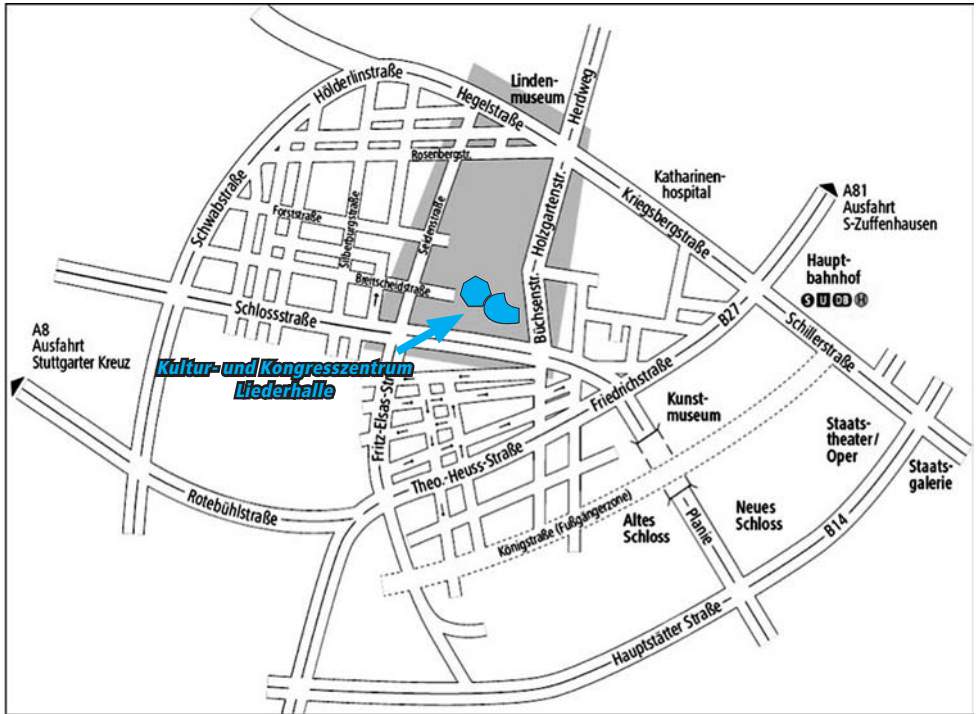 Hölderlinstraße
Hegelstraße
Linden-
museum
Herdweg
Rosenbergstr.
Holzgartenstr.
Katharinen-
hospital
Kriegsbergstraße
A81
Ausfahrt
S-Zuffenhausen
Schwabstraße
Forststraße
Silberburgstraße
Seidenstraße
Breitscheidstraße
Büchsenstr.
Haupt-
bahnhof
S U DB H
B27
Schlossstraße
Schillerstraße
A8
Ausfahrt
Stuttgarter Kreuz
Kultur- und Kongresszentrum
Liederhalle
Fritz-Elsas-Str.
Friedrichstraße
Kunst-
museum
Staats-
theater/
Oper
Staats-
galerie
Theo.-Heuss-Straße
Rotebühlstraße
Königstraße (Fußgängerzone)
Altes
Schloss
Planie
Neues
Schloss
B14
Hauptstätter Straße